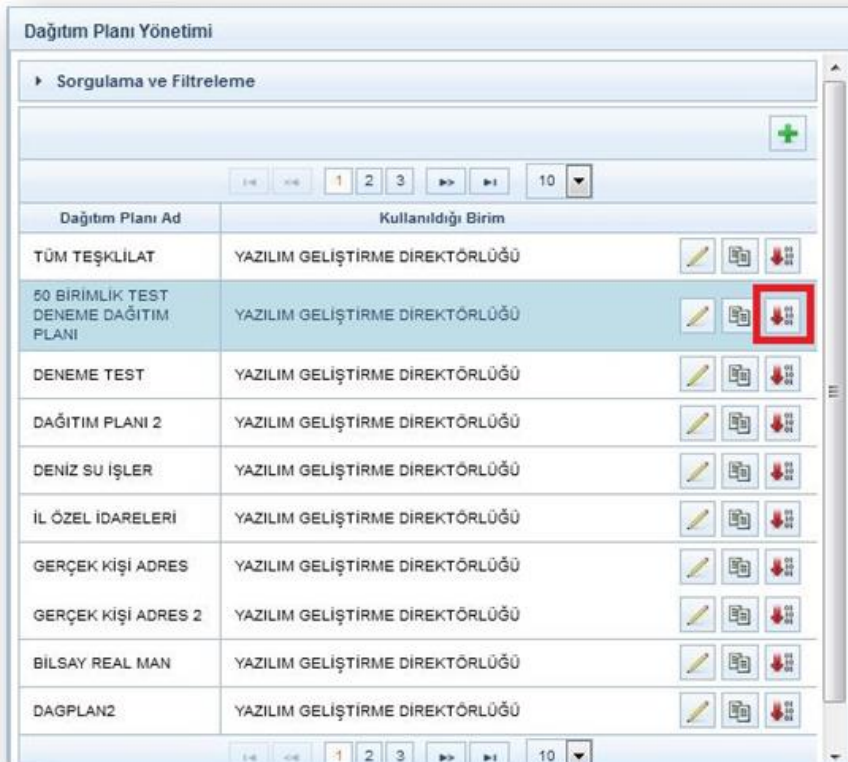 Dağıtım Planı Yönetimi
Sorgulama ve Filtreleme
1 2 3 10
Dağıtım Planı Ad Kullanıldığı Birim
TÜM TEŞKLİLAT YAZILIM GELİŞTİRME DİREKTÖRLÜĞÜ
50 BİRİMLİK TEST
DENEME DAĞITIM
PLANI
YAZILIM GELİŞTİRME DİREKTÖRLÜĞÜ
DENEME TEST YAZILIM GELİŞTİRME DİREKTÖRLÜĞÜ
DAĞITIM PLANI 2 YAZILIM GELİŞTİRME DİREKTÖRLÜĞÜ
DENİZ SU İŞLER YAZILIM GELİŞTİRME DİREKTÖRLÜĞÜ
İL ÖZEL İDARELERİ YAZILIM GELİŞTİRME DİREKTÖRLÜĞÜ
GERÇEK KİŞİ ADRES YAZILIM GELİŞTİRME DİREKTÖRLÜĞÜ
GERÇEK KİŞİ ADRES 2 YAZILIM GELİŞTİRME DİREKTÖRLÜĞÜ
BİLSAY REAL MAN YAZILIM GELİŞTİRME DİREKTÖRLÜĞÜ
DAGPLAN2 YAZILIM GELİŞTİRME DİREKTÖRLÜĞÜ
1 2 3 10